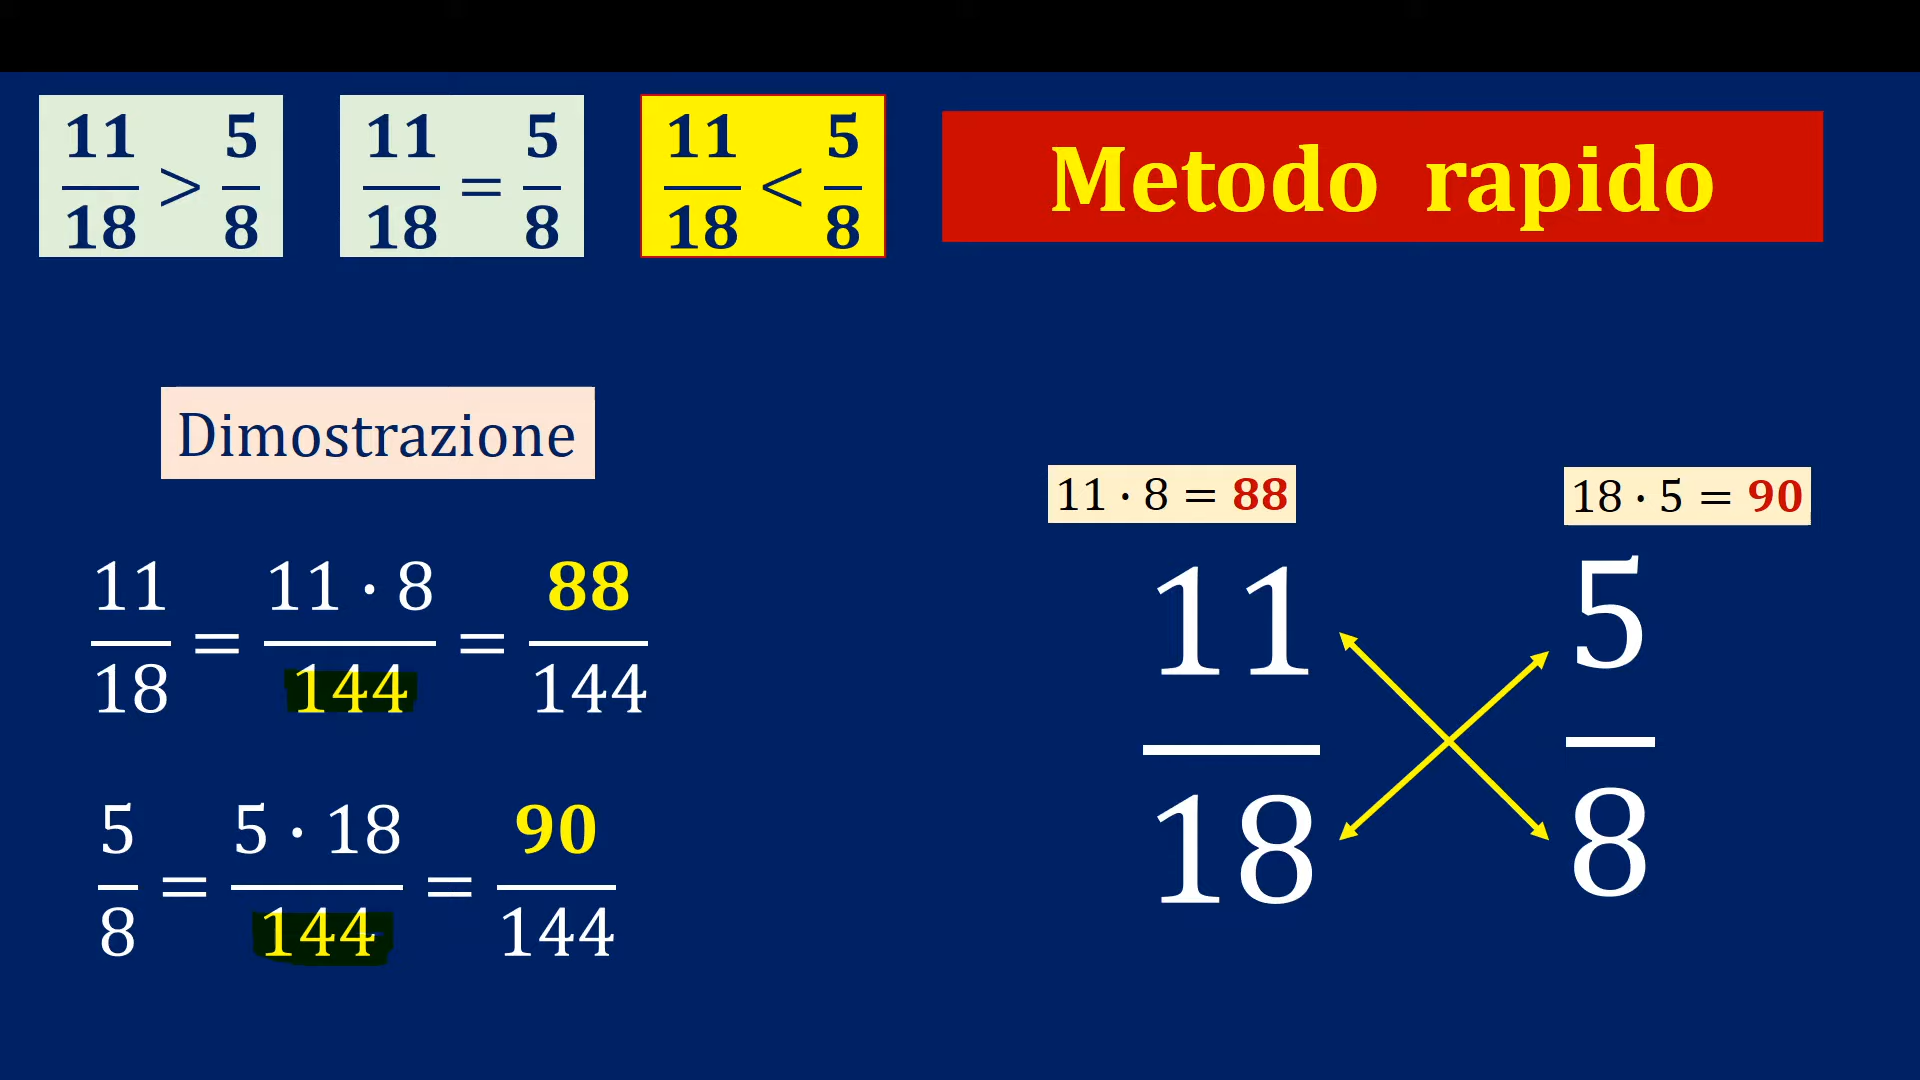 11/18 > 5/8
11/18 = 5/8
11/18 < 5/8
Metodo rapido
Dimostrazione
11/18 = 11 · 8/144 = 88/144
5/8 = 5 · 18/144 = 90/144
11 · 8 = 88
18 · 5 = 90
11/18
5/8